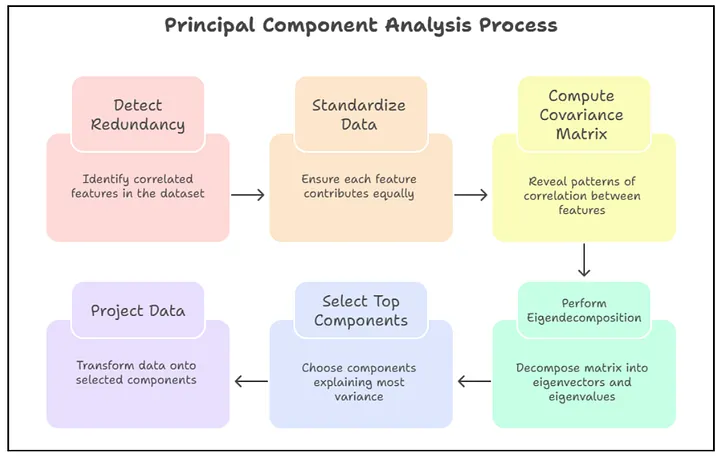 Principal Component Analysis Process
Detect
Redundancy
Identify correlated
features in the dataset
Standardize
Data
Ensure each feature
contributes equally
Compute
Covariance
Matrix
Reveal patterns of
correlation between
features
Perform
Eigendecomposition
Decompose matrix into
eigenvectors and
eigenvalues
Select Top
Components
Choose components
explaining most
variance
Project Data
Transform data onto
selected components